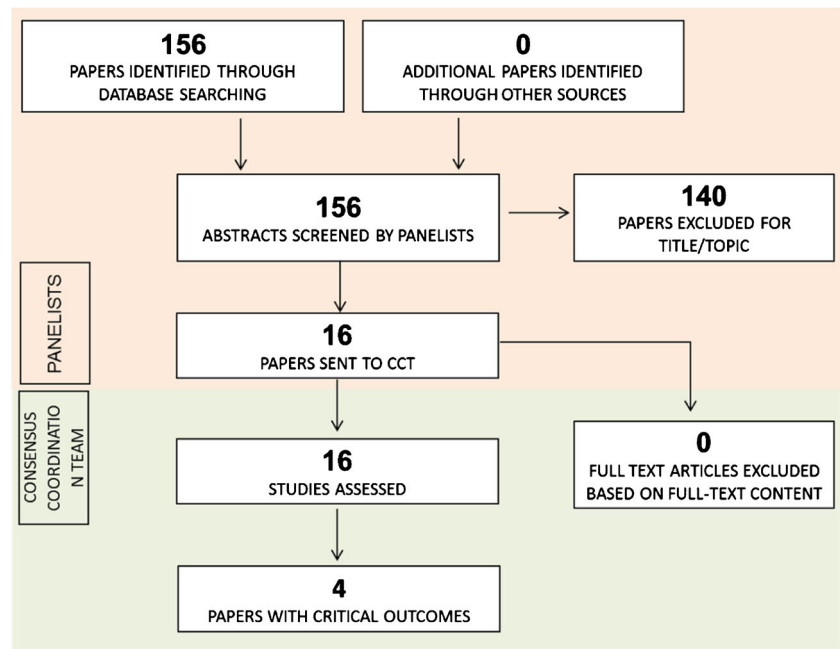 156
PAPERS IDENTIFIED THROUGH
DATABASE SEARCHING
0
ADDITIONAL PAPERS IDENTIFIED
THROUGH OTHER SOURCES
156
ABSTRACTS SCREENED BY PANELISTS
140
PAPERS EXCLUDED FOR
TITLE/TOPIC
PANELISTS
16
PAPERS SENT TO CCT
CONSENSUS
COORDINATIO
N TEAM
16
STUDIES ASSESSED
0
FULL TEXT ARTICLES EXCLUDED
BASED ON FULL-TEXT CONTENT
4
PAPERS WITH CRITICAL OUTCOMES